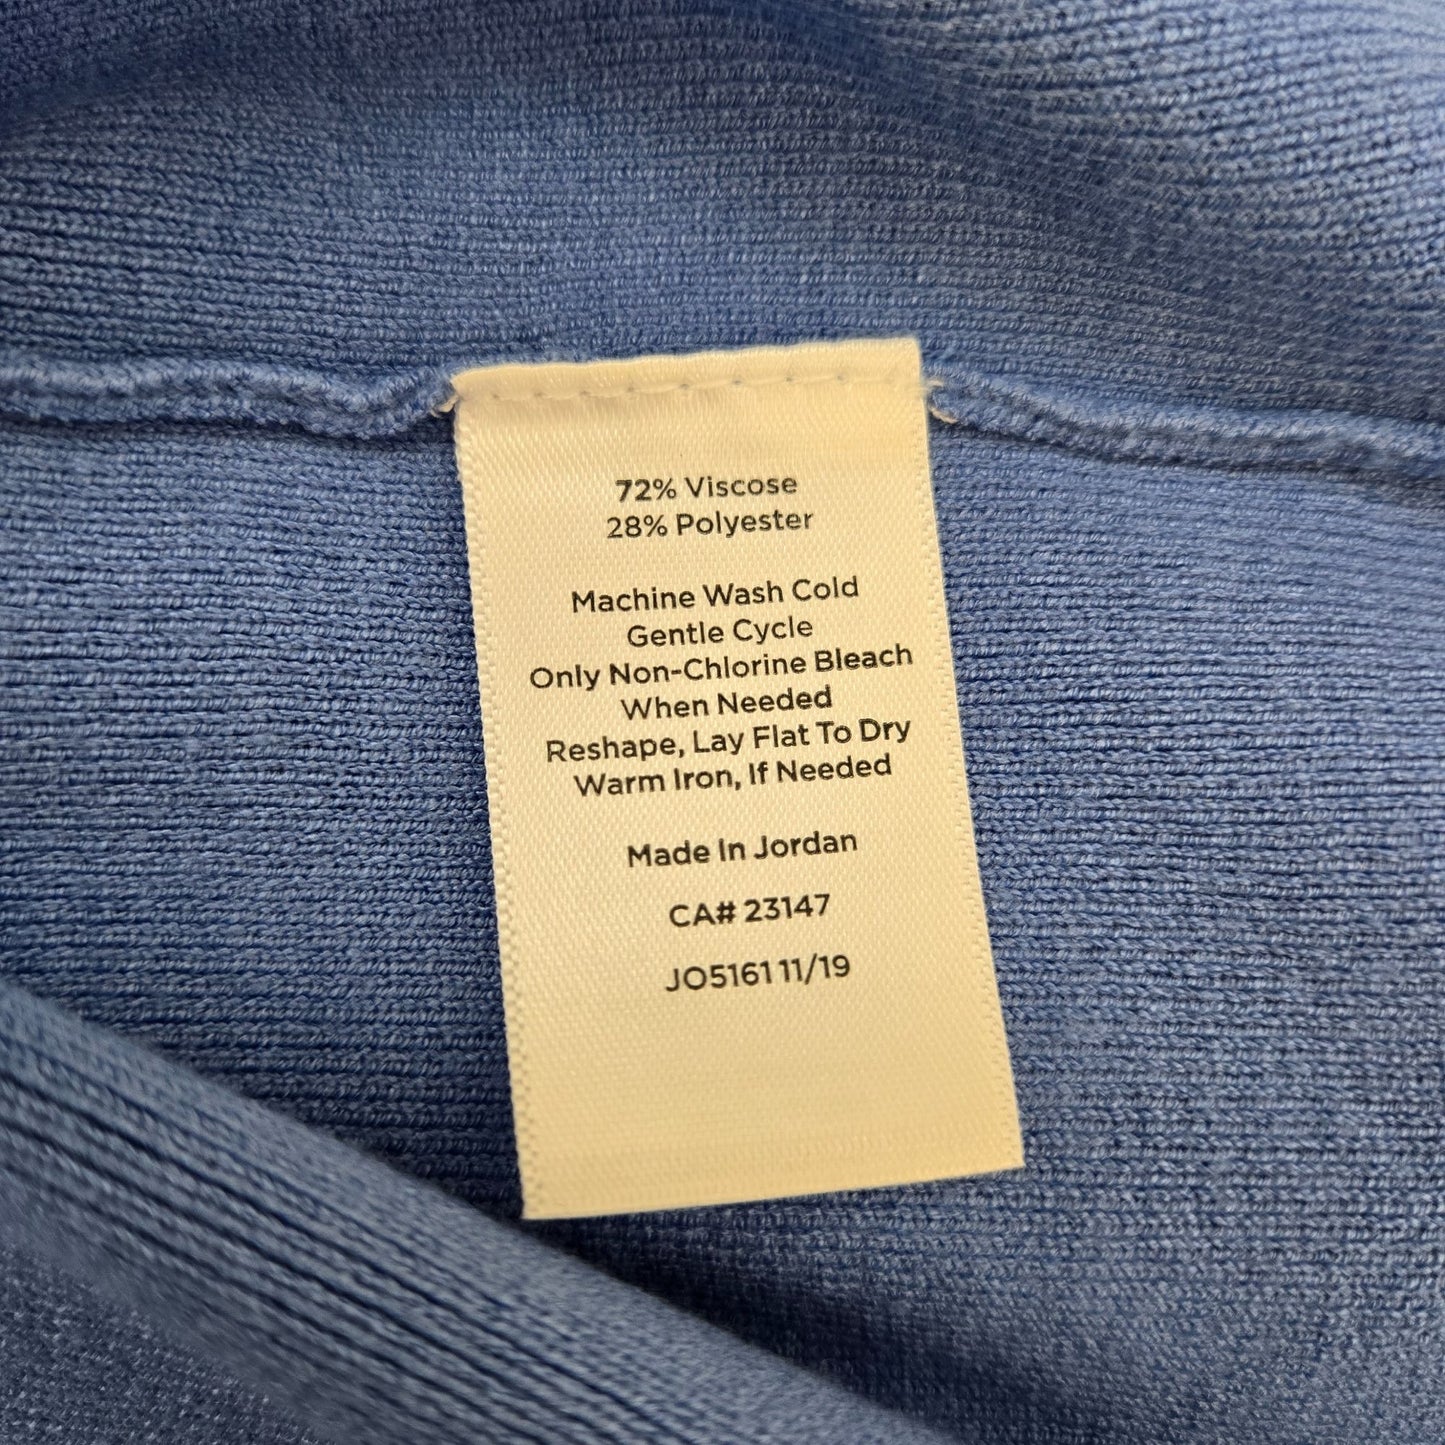 72% Viscose
28% Polyester
Machine Wash Cold
Gentle Cycle
Only Non-Chlorine Bleach
When Needed
Reshape, Lay Flat To Dry
Warm Iron, If Needed
Made In Jordan
CA# 23147
JO5161 11/19